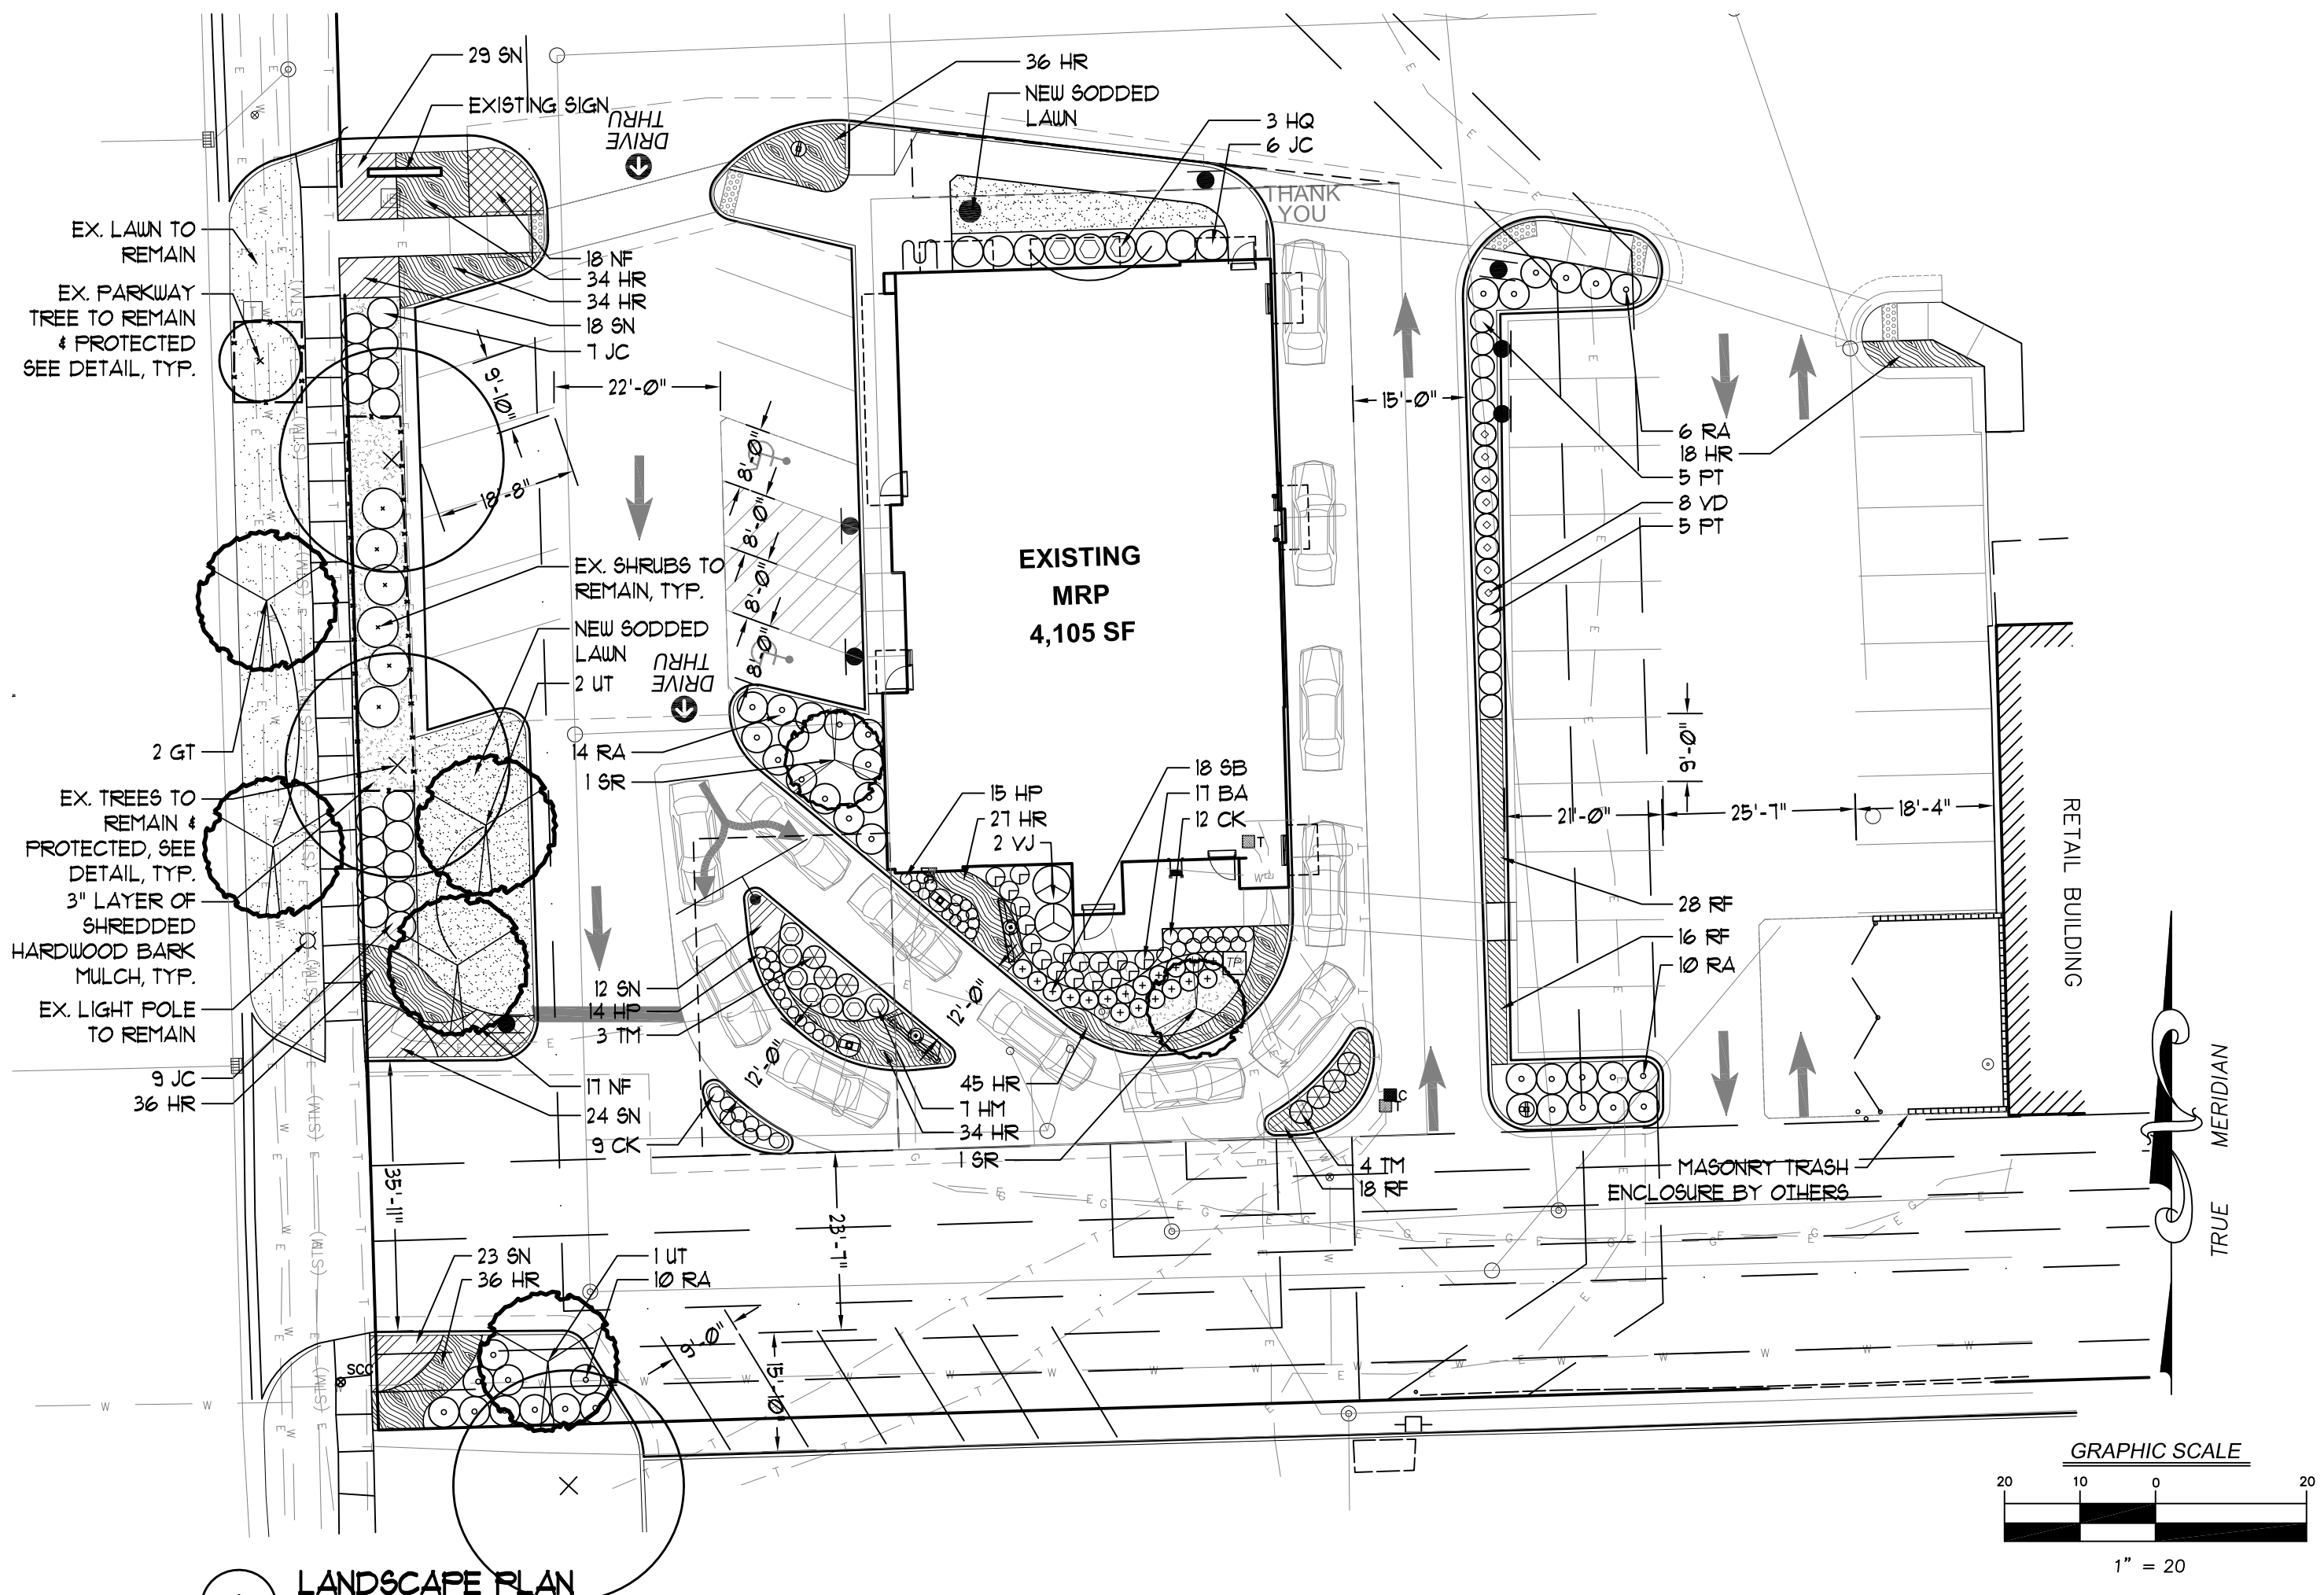 29 SN
EXISTING SIGN
DRIVE
THRU
36 HR
NEW SODDED
LAWN
3 HQ
6 JC
THANK
YOU
EX. LAWN TO
REMAIN
EX. PARKWAY
TREE TO REMAIN
& PROTECTED
SEE DETAIL, TYP.
18 NF
34 HR
34 HR
18 SN
7 JC
9'-10"
22'-0"
18'-8"
8'-0"
8'-0"
8'-0"
8'-0"
15'-0"
6 RA
18 HR
5 PT
8 VD
5 PT
EXISTING
MRP
4,105 SF
EX. SHRUBS TO
REMAIN, TYP.
NEW SODDED
LAWN
2 UT
DRIVE
THRU
2 GT
14 RA
1 SR
EX. TREES TO
REMAIN &
PROTECTED, SEE
DETAIL, TYP.
3" LAYER OF
SHREDDED
HARDWOOD BARK
MULCH, TYP.
EX. LIGHT POLE
TO REMAIN
9 JC
36 HR
15 HP
27 HR
2 VJ
18 SB
17 BA
12 CK
T
TP
9'-0"
21'-0"
25'-7"
18'-4"
RETAIL BUILDING
28 RF
16 RF
10 RA
12 SN
14 HP
3 TM
12'-0"
12'-0"
17 NF
24 SN
9 CK
45 HR
7 HM
34 HR
1 SR
C
T
4 TM
18 RF
MASONRY TRASH
ENCLOSURE BY OTHERS
TRUE MERIDIAN
35'-11"
23'-7"
23 SN
36 HR
1 UT
10 RA
9'-0"
15'-10"
SCO
GRAPHIC SCALE
20 10 0 20
1" = 20
LANDSCAPE PLAN